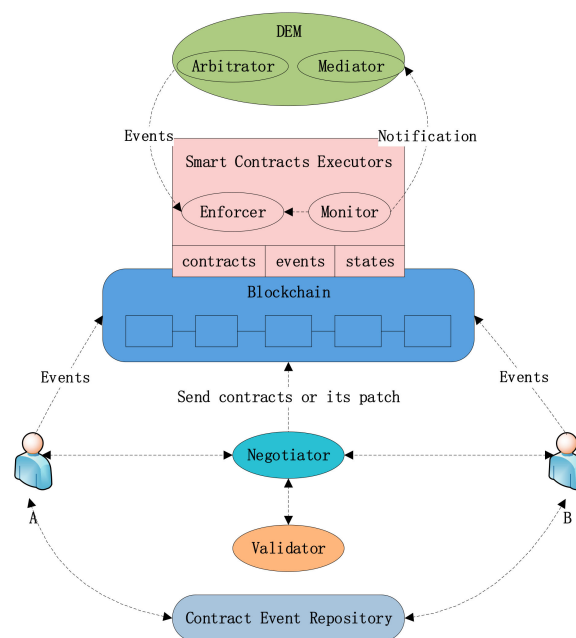 DEM
Arbitrator
Mediator
Events
Notification
Smart Contracts Executors
Enforcer
Monitor
contracts
events
states
Blockchain
Events
Events
Send contracts or its patch
Negotiator
A
B
Validator
Contract Event Repository